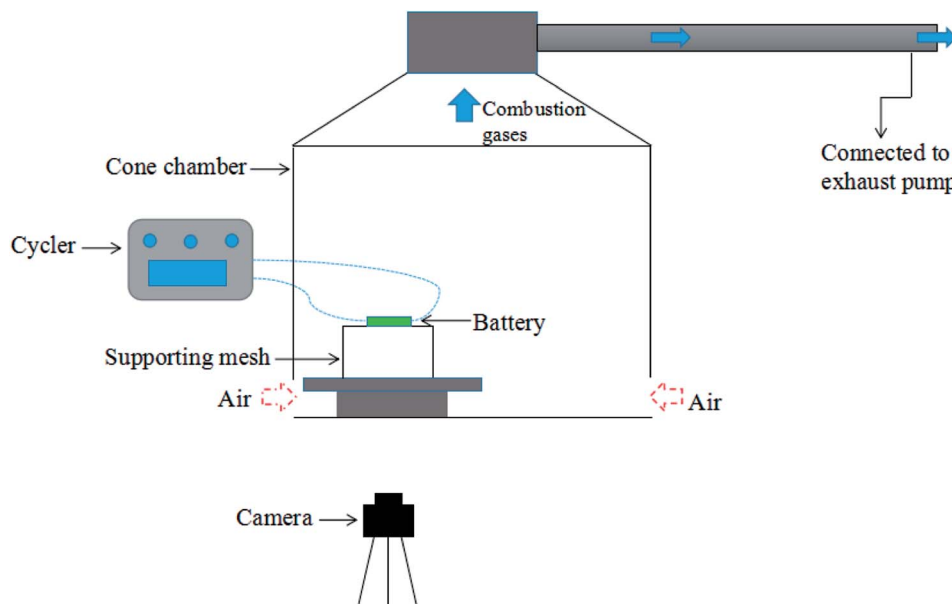 Combustion
gases
Connected to
exhaust pump
Cone chamber
Cycler
Battery
Supporting mesh
Air
Air
Camera